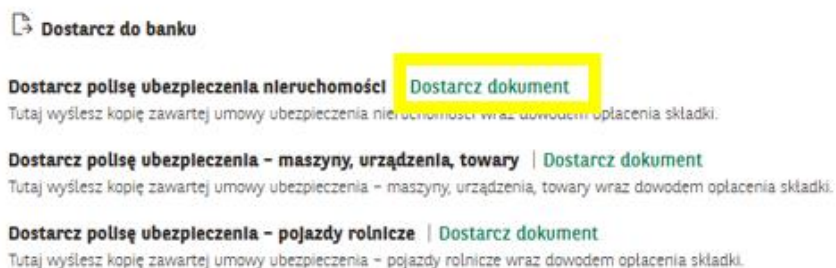 Dostarcz do banku
Dostarcz polisę ubezpieczenia nieruchomości Dostarcz dokument
Tutaj wyślesz kopię zawartej umowy ubezpieczenia nieruchomości wraz dowodem opłacenia składki.
Dostarcz polisę ubezpieczenia – maszyny, urządzenia, towary | Dostarcz dokument
Tutaj wyślesz kopię zawartej umowy ubezpieczenia – maszyny, urządzenia, towary wraz dowodem opłacenia składki.
Dostarcz polisę ubezpieczenia – pojazdy rolnicze | Dostarcz dokument
Tutaj wyślesz kopię zawartej umowy ubezpieczenia – pojazdy rolnicze wraz dowodem opłacenia składki.